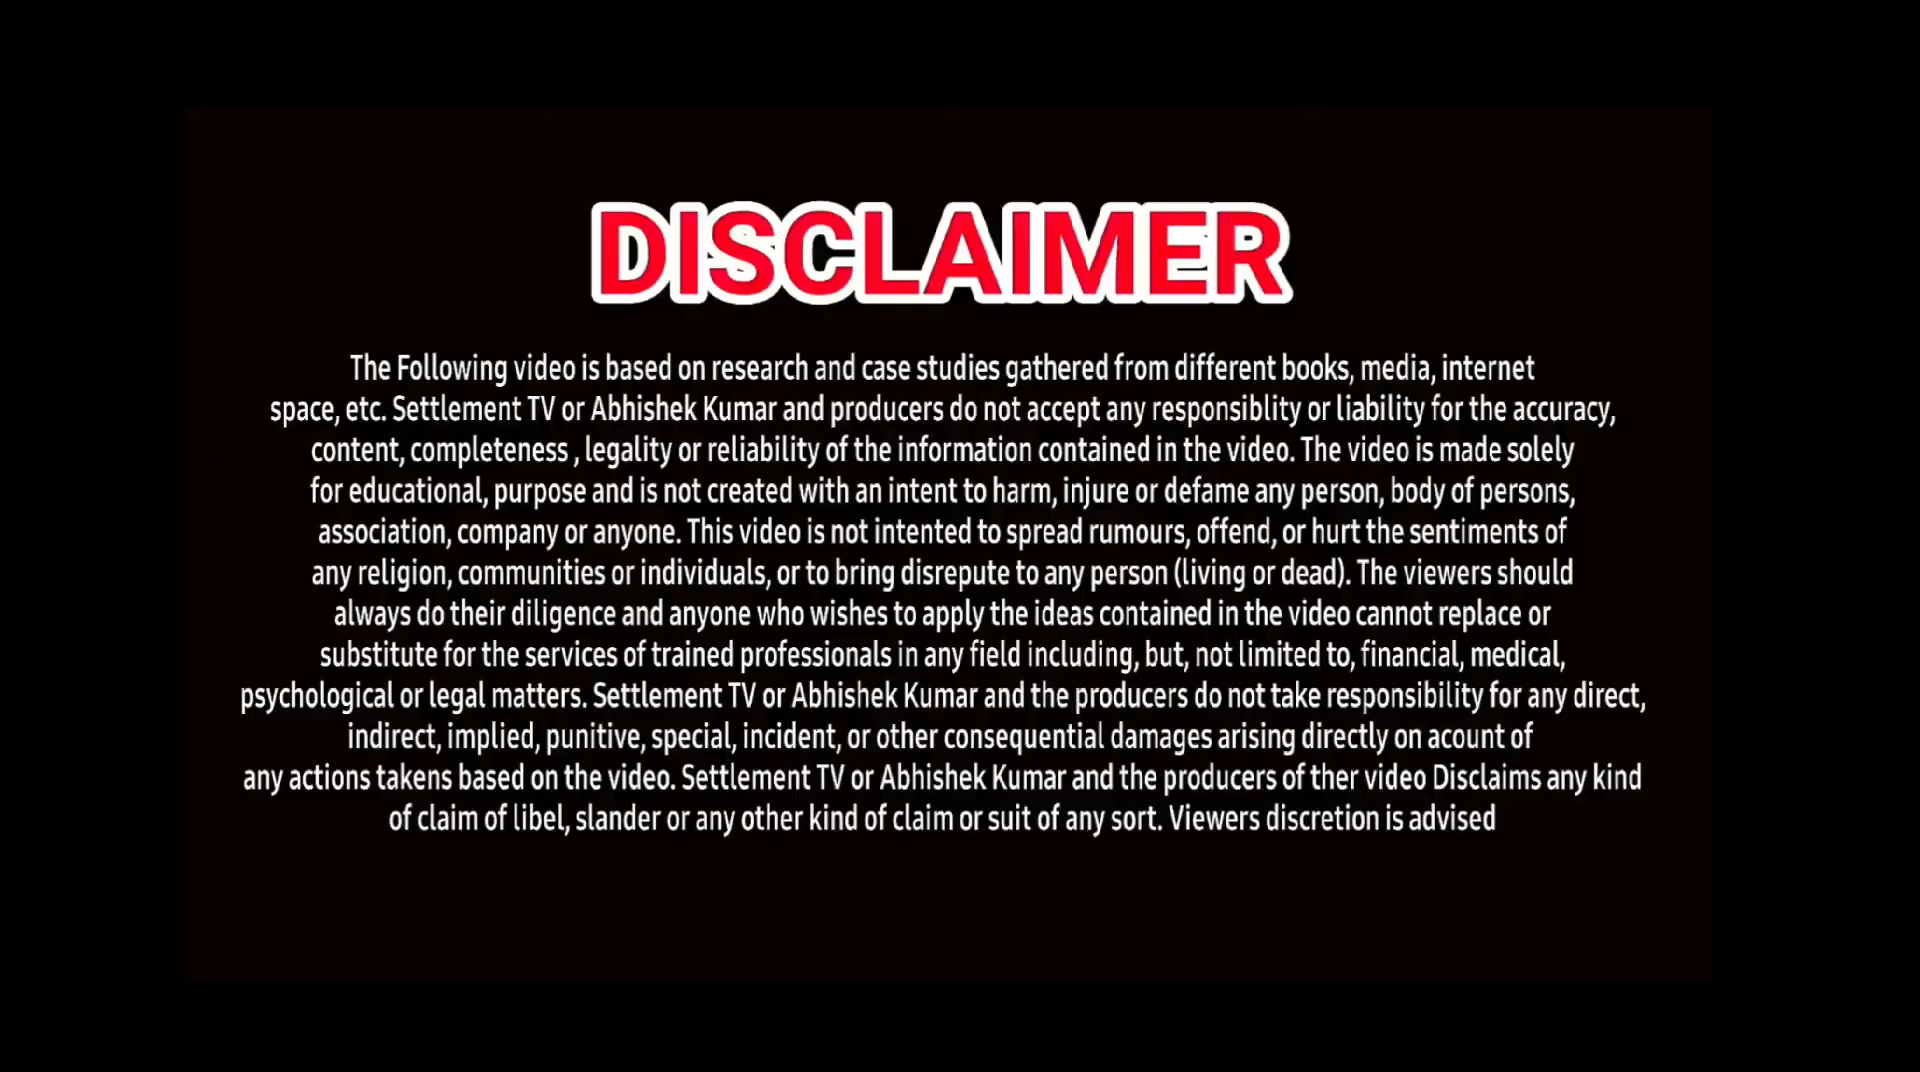 DISCLAIMER
The Following video is based on research and case studies gathered from different books, media, internet
space, etc. Settlement TV or Abhishek Kumar and producers do not accept any responsiblity or liability for the accuracy,
content, completeness , legality or reliability of the information contained in the video. The video is made solely
for educational, purpose and is not created with an intent to harm, injure or defame any person, body of persons,
association, company or anyone. This video is not intented to spread rumours, offend, or hurt the sentiments of
any religion, communities or individuals, or to bring disrepute to any person (living or dead). The viewers should
always do their diligence and anyone who wishes to apply the ideas contained in the video cannot replace or
substitute for the services of trained professionals in any field including, but, not limited to, financial, medical,
psychological or legal matters. Settlement TV or Abhishek Kumar and the producers do not take responsibility for any direct,
indirect, implied, punitive, special, incident, or other consequential damages arising directly on acount of
any actions takens based on the video. Settlement TV or Abhishek Kumar and the producers of ther video Disclaims any kind
of claim of libel, slander or any other kind of claim or suit of any sort. Viewers discretion is advised